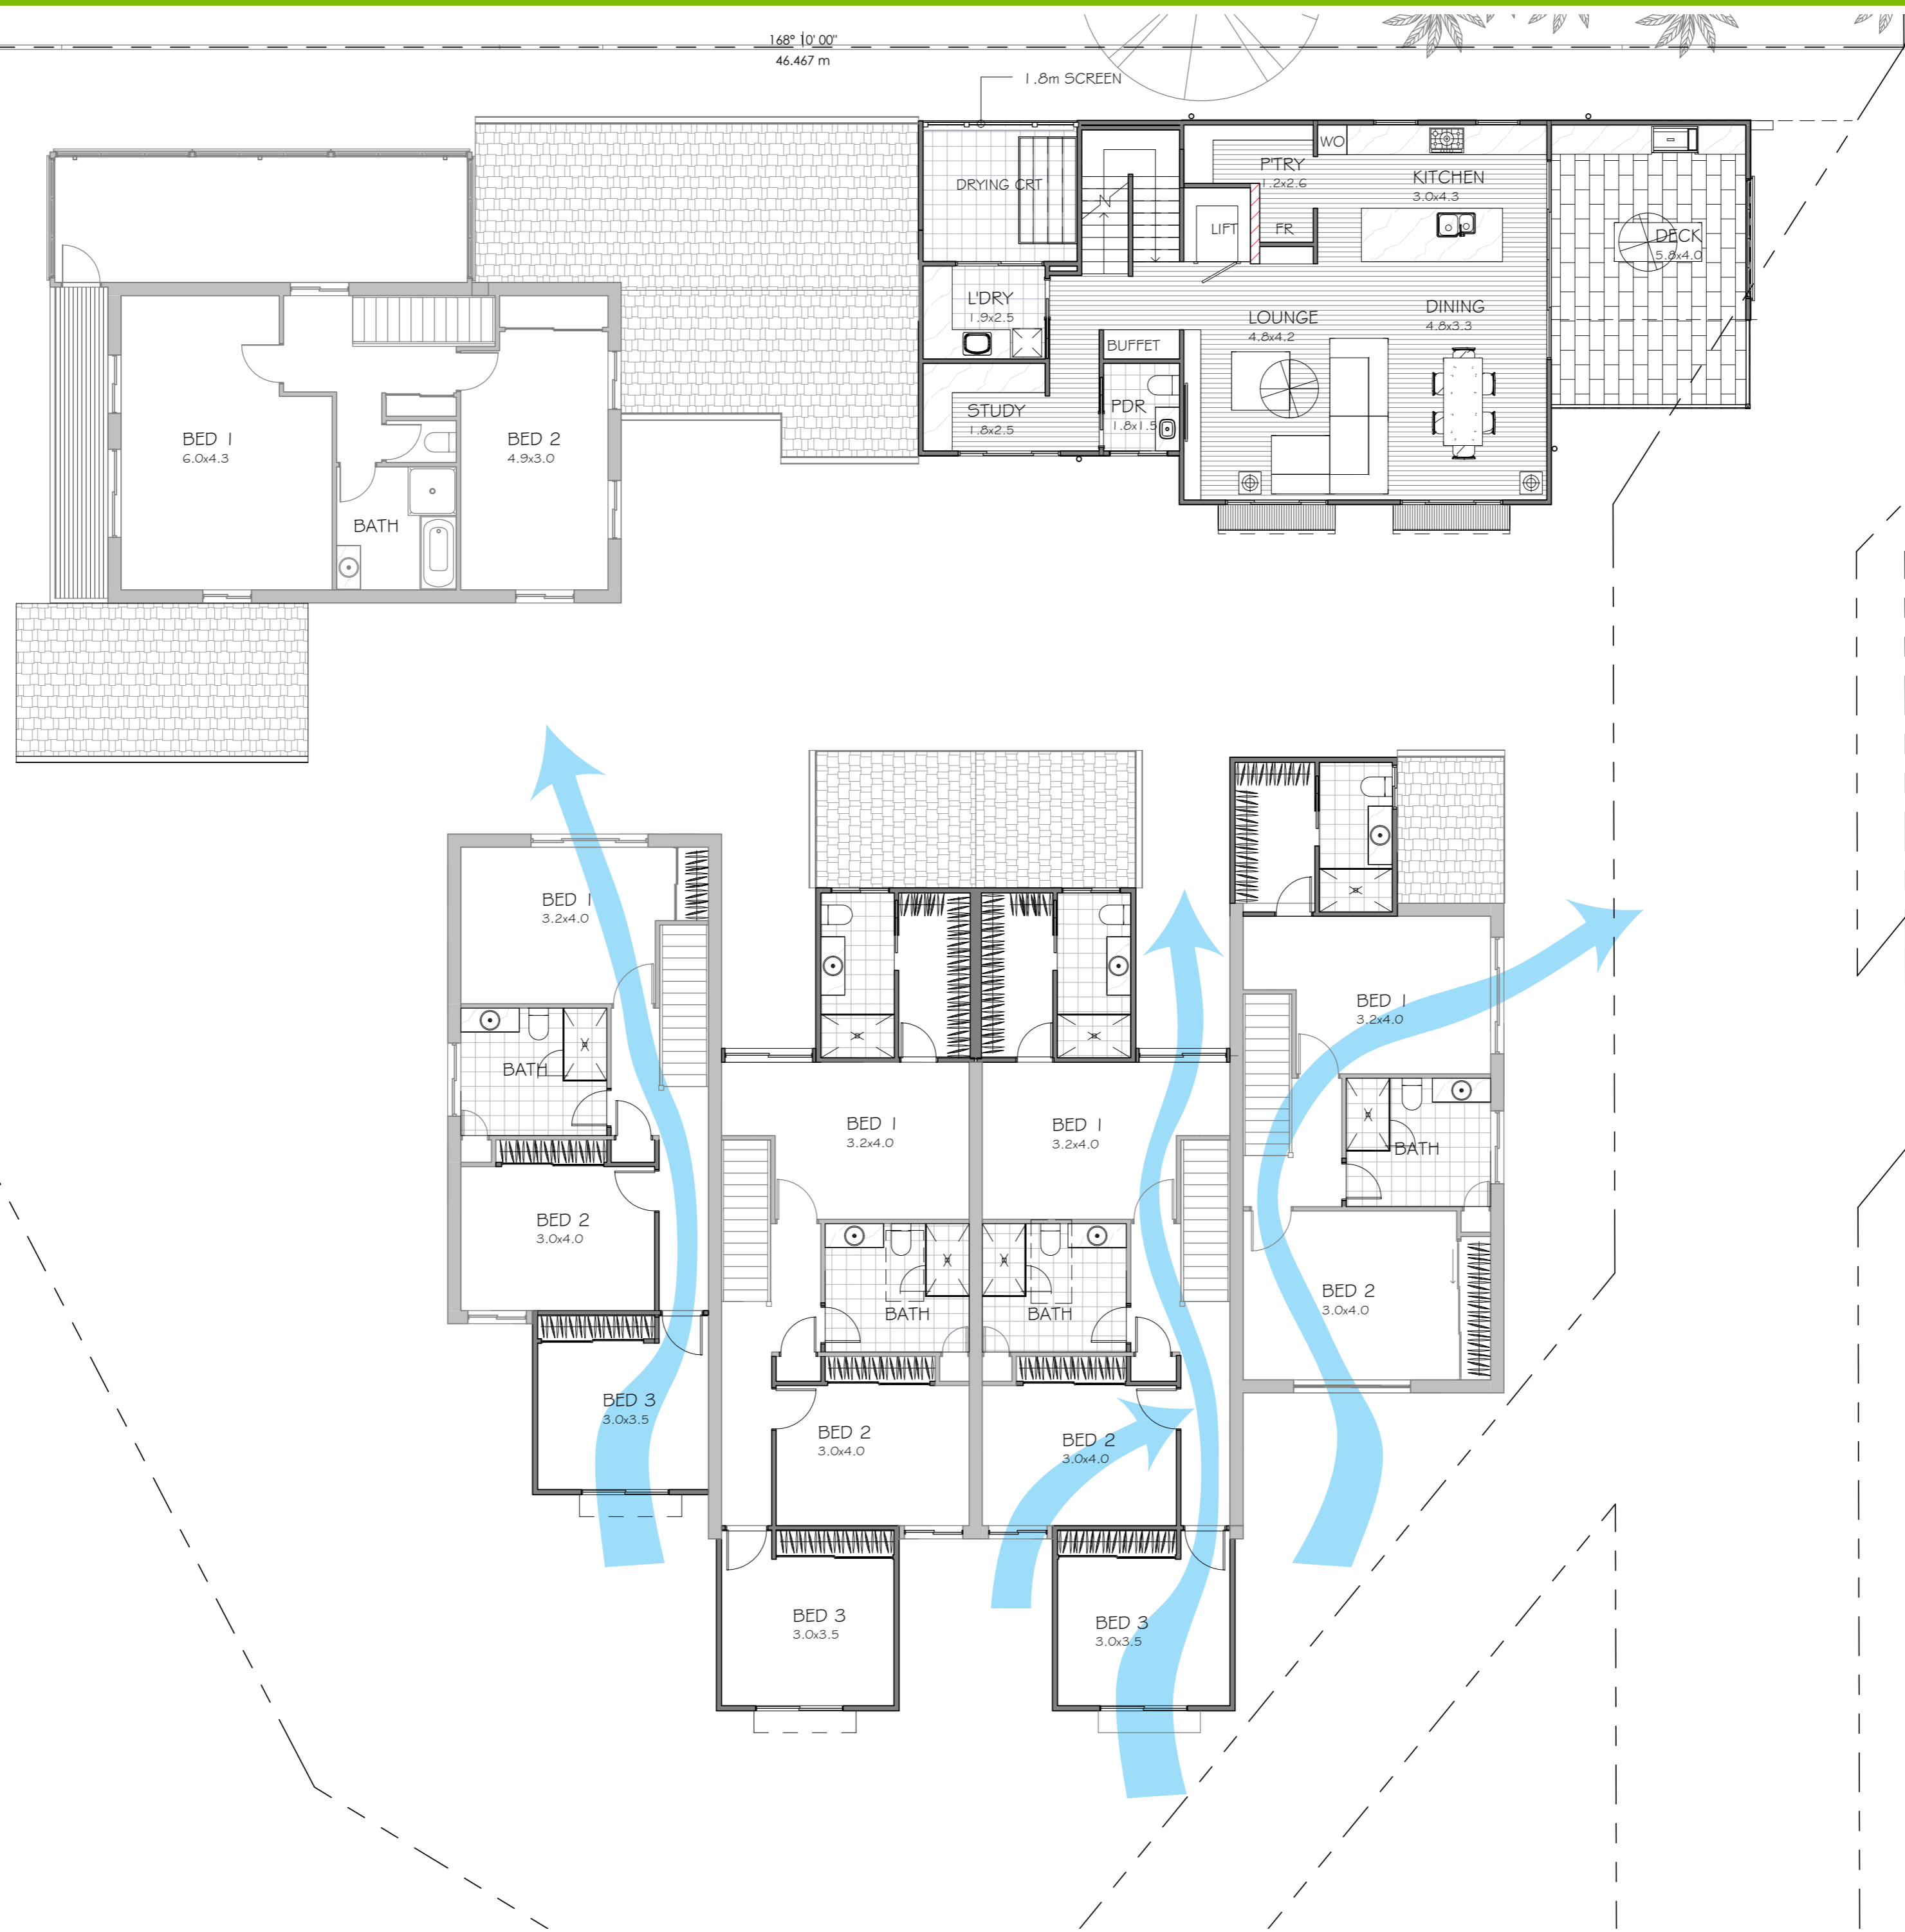 168° 10' 00"
46.467 m
1.8m SCREEN
DRYING CRT
P'TRY
1.2x2.6
WO
KITCHEN
3.0x4.3
LIFT
FR
DECK
5.8x4.0
L'DRY
1.9x2.5
LOUNGE
4.8x4.2
DINING
4.8x3.3
BUFFET
STUDY
1.8x2.5
PDR
1.8x1.5
BED 1
6.0x4.3
BED 2
4.9x3.0
BATH
BED 1
3.2x4.0
BATH
BED 2
3.0x4.0
BED 3
3.0x3.5
BED 1
3.2x4.0
BATH
BED 2
3.0x4.0
BED 3
3.0x3.5
BED 1
3.2x4.0
BATH
BED 2
3.0x4.0
BED 3
3.0x3.5
BED 1
3.2x4.0
BATH
BED 2
3.0x4.0